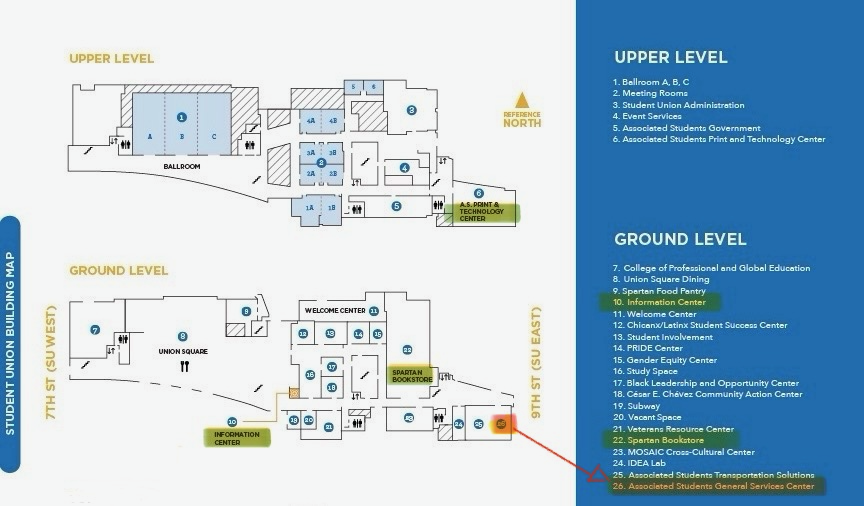 STUDENT UNION BUILDING MAP
UPPER LEVEL
1
A
B
C
BALLROOM
5
6
3
4A
4B
3A
3B
2
2A
2B
1A
1B
4
5
6
A.S. PRINT &
TECHNOLOGY
CENTER
REFERENCE
NORTH
GROUND LEVEL
7TH ST (SU WEST)
7
8
UNION SQUARE
9
WELCOME CENTER
11
12
13
14
15
16
17
18
22
SPARTAN
BOOKSTORE
10
INFORMATION
CENTER
19
20
21
23
24
25
26
9TH ST (SU EAST)
UPPER LEVEL
1. Ballroom A, B, C
2. Meeting Rooms
3. Student Union Administration
4. Event Services
5. Associated Students Government
6. Associated Students Print and Technology Center
GROUND LEVEL
7. College of Professional and Global Education
8. Union Square Dining
9. Spartan Food Pantry
10. Information Center
11. Welcome Center
12. Chicanx/Latinx Student Success Center
13. Student Involvement
14. PRIDE Center
15. Gender Equity Center
16. Study Space
17. Black Leadership and Opportunity Center
18. César E. Chávez Community Action Center
19. Subway
20. Vacant Space
21. Veterans Resource Center
22. Spartan Bookstore
23. MOSAIC Cross-Cultural Center
24. IDEA Lab
25. Associated Students Transportation Solutions
26. Associated Students General Services Center